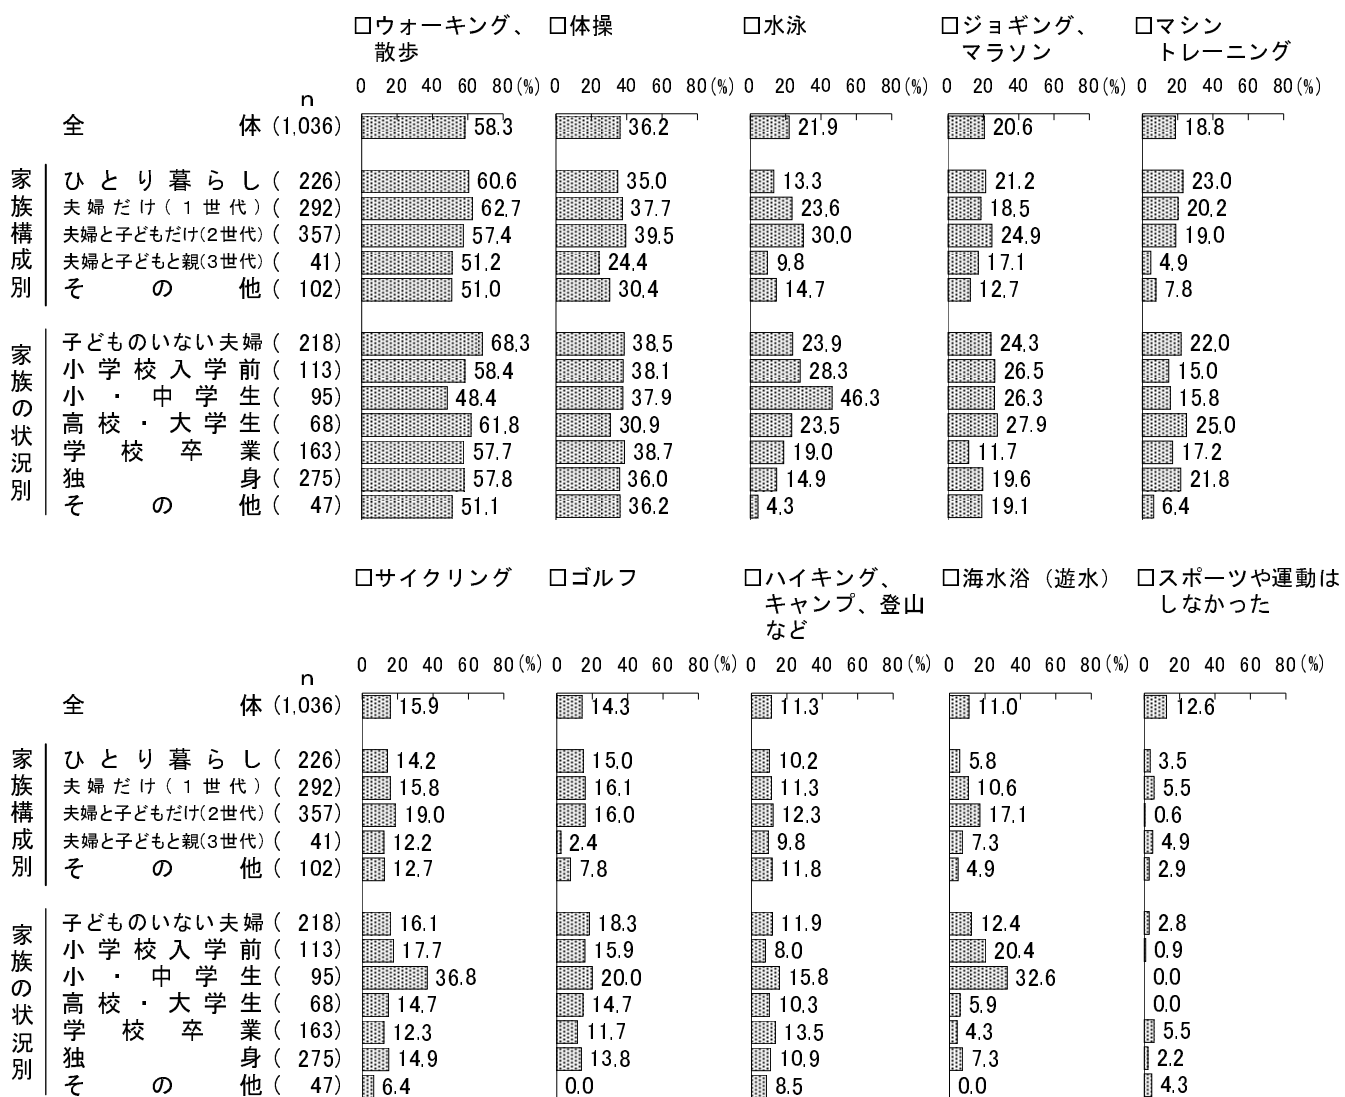 □ウォーキング、 □体操 □水泳 □ジョギング、 □マシン
散歩 マラソン トレーニング
0 20 40 60 80(%) 0 20 40 60 80(%) 0 20 40 60 80(%) 0 20 40 60 80(%) 0 20 40 60 80(%)
n
全体 (1,036) 58.3 36.2 21.9 20.6 18.8
家族構成別
ひとり暮らし ( 226) 60.6 35.0 13.3 21.2 23.0
夫婦だけ(1世代) ( 292) 62.7 37.7 23.6 18.5 20.2
夫婦と子どもだけ(2世代) ( 357) 57.4 39.5 30.0 24.9 19.0
夫婦と子どもと親(3世代) ( 41) 51.2 24.4 9.8 17.1 4.9
その他 ( 102) 51.0 30.4 14.7 12.7 7.8
家族の状況別
子どものいない夫婦 ( 218) 68.3 38.5 23.9 24.3 22.0
小学校入学前 ( 113) 58.4 38.1 28.3 26.5 15.0
小・中学生 ( 95) 48.4 37.9 46.3 26.3 15.8
高校・大学生 ( 68) 61.8 30.9 23.5 27.9 25.0
学校卒業 ( 163) 57.7 38.7 19.0 11.7 17.2
独身 ( 275) 57.8 36.0 14.9 19.6 21.8
その他 ( 47) 51.1 36.2 4.3 19.1 6.4
□サイクリング □ゴルフ □ハイキング、 □海水浴(遊水) □スポーツや運動は
キャンプ、登山 しなかった
など
0 20 40 60 80(%) 0 20 40 60 80(%) 0 20 40 60 80(%) 0 20 40 60 80(%) 0 20 40 60 80(%)
n
全体 (1,036) 15.9 14.3 11.3 11.0 12.6
家族構成別
ひとり暮らし ( 226) 14.2 15.0 10.2 5.8 3.5
夫婦だけ(1世代) ( 292) 15.8 16.1 11.3 10.6 5.5
夫婦と子どもだけ(2世代) ( 357) 19.0 16.0 12.3 17.1 0.6
夫婦と子どもと親(3世代) ( 41) 12.2 2.4 9.8 7.3 4.9
その他 ( 102) 12.7 7.8 11.8 4.9 2.9
家族の状況別
子どものいない夫婦 ( 218) 16.1 18.3 11.9 12.4 2.8
小学校入学前 ( 113) 17.7 15.9 8.0 20.4 0.9
小・中学生 ( 95) 36.8 20.0 15.8 32.6 0.0
高校・大学生 ( 68) 14.7 14.7 10.3 5.9 0.0
学校卒業 ( 163) 12.3 11.7 13.5 4.3 5.5
独身 ( 275) 14.9 13.8 10.9 7.3 2.2
その他 ( 47) 6.4 0.0 8.5 0.0 4.3